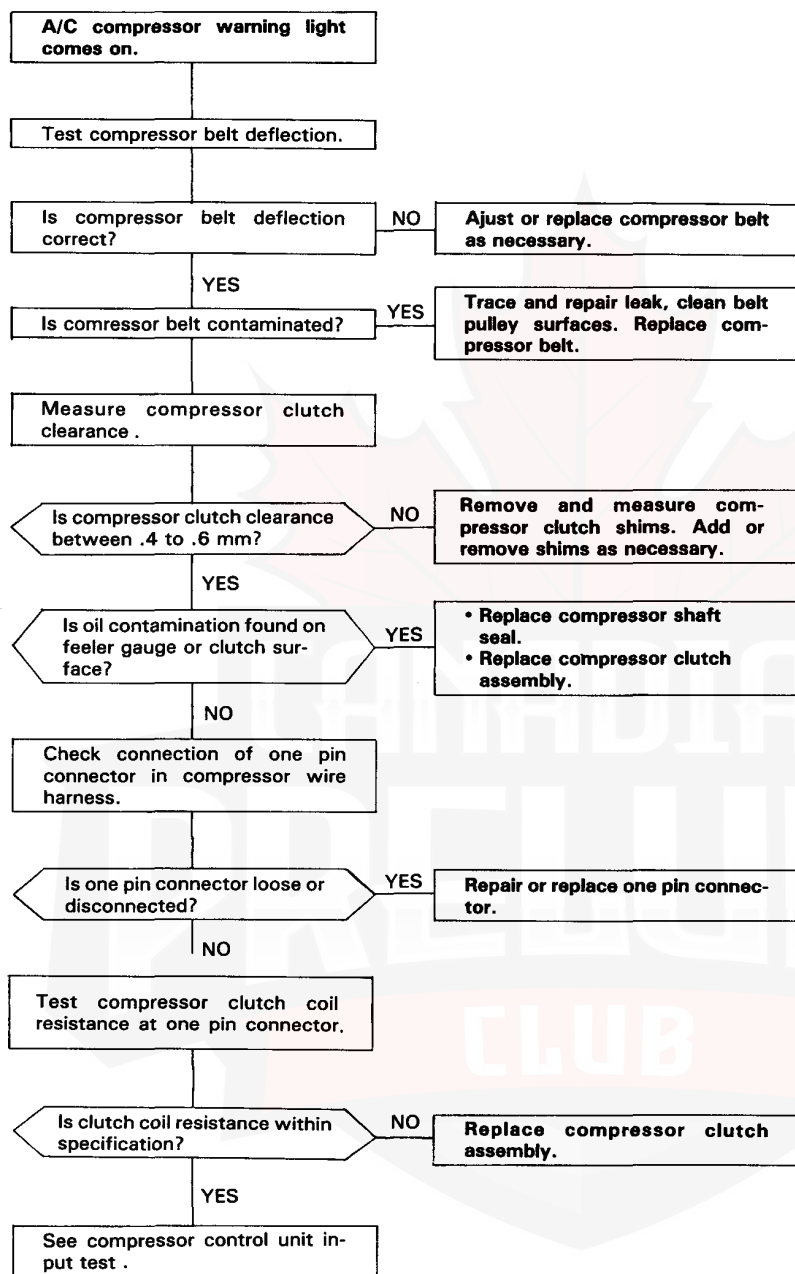 A/C compressor warning light
comes on.
Test compressor belt deflection.
Is compressor belt deflection
correct?
NO
Ajust or replace compressor belt
as necessary.
YES
Is comressor belt contaminated?
YES
Trace and repair leak, clean belt
pulley surfaces. Replace com-
pressor belt.
Measure compressor clutch
clearance .
Is compressor clutch clearance
between .4 to .6 mm?
NO
Remove and measure com-
pressor clutch shims. Add or
remove shims as necessary.
YES
Is oil contamination found on
feeler gauge or clutch sur-
face?
YES
• Replace compressor shaft
seal.
• Replace compressor clutch
assembly.
NO
Check connection of one pin
connector in compressor wire
harness.
Is one pin connector loose or
disconnected?
YES
Repair or replace one pin connec-
tor.
NO
Test compressor clutch coil
resistance at one pin connector.
Is clutch coil resistance within
specification?
NO
Replace compressor clutch
assembly.
YES
See compressor control unit in-
put test .
CANADIA
PRELU
CLUB